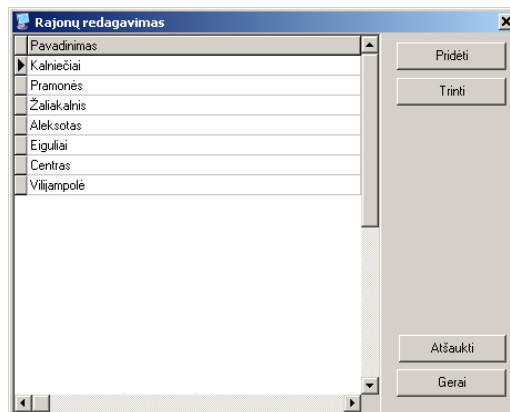 Rajonų redagavimas
Pavadinimas
Kalniečiai
Pramonės
Žaliakalnis
Aleksotas
Eiguliai
Centras
Vilijampolė
Pridėti
Trinti
Atšaukti
Gerai